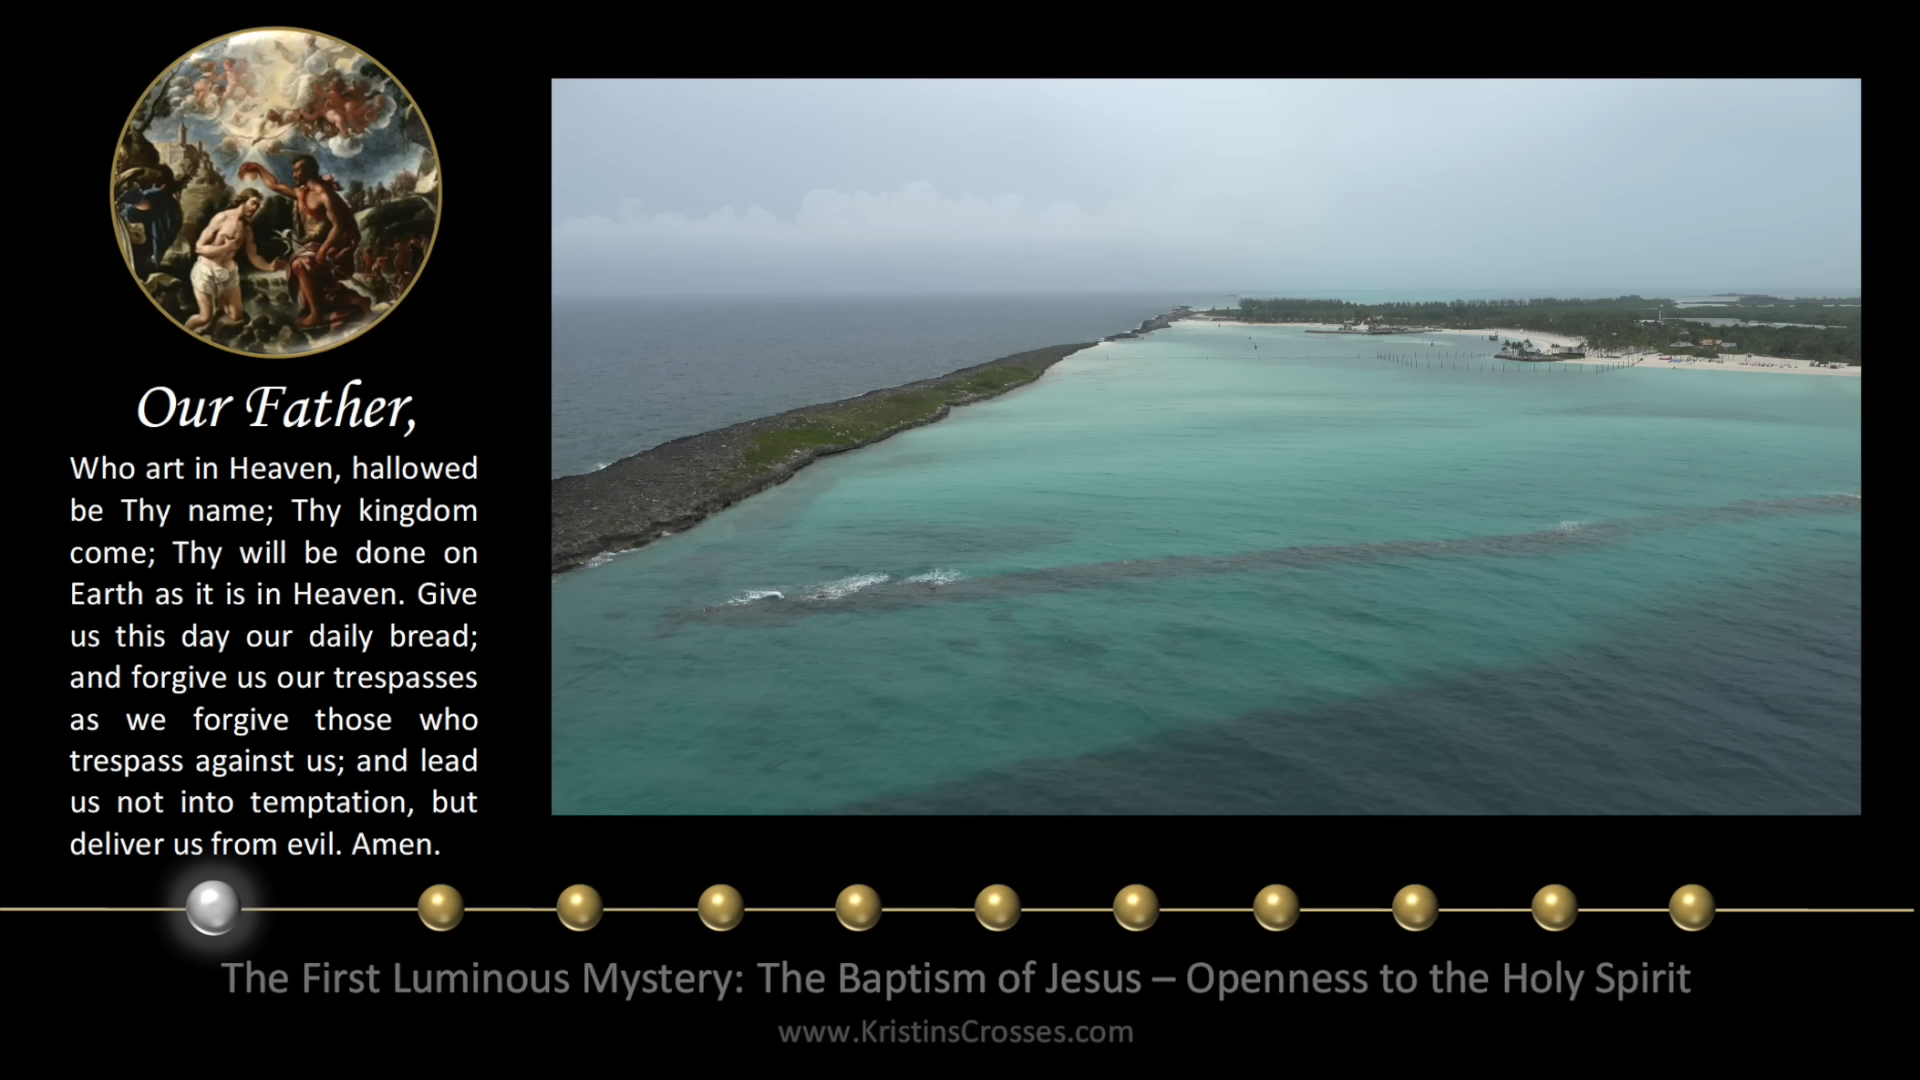 Our Father,
Who art in Heaven, hallowed
be Thy name; Thy kingdom
come; Thy will be done on
Earth as it is in Heaven. Give
us this day our daily bread;
and forgive us our trespasses
as we forgive those who
trespass against us; and lead
us not into temptation, but
deliver us from evil. Amen.
The First Luminous Mystery: The Baptism of Jesus – Openness to the Holy Spirit
www.KristinsCrosses.com